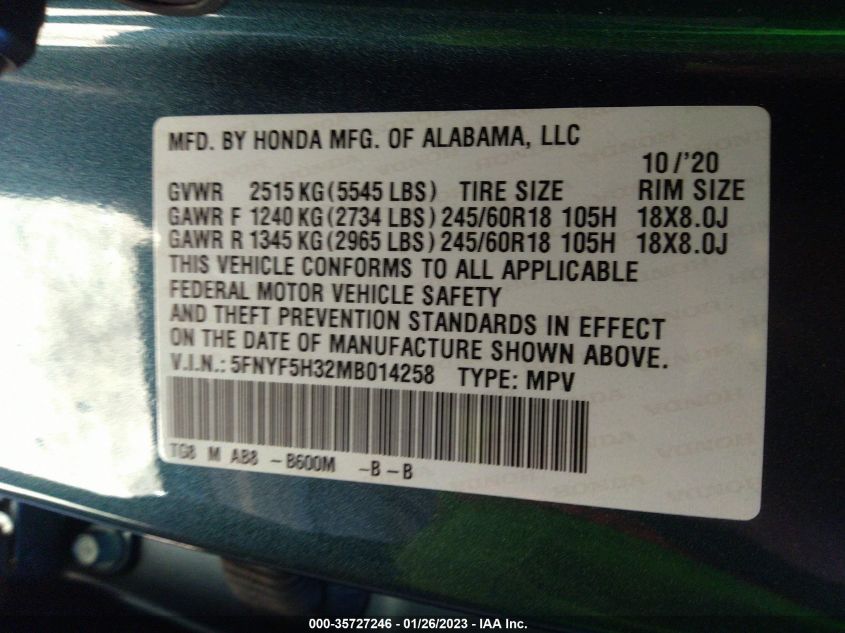 MFD. BY HONDA MFG. OF ALABAMA, LLC
10/'20
GVWR 2515 KG (5545 LBS) TIRE SIZE RIM SIZE
GAWR F 1240 KG (2734 LBS) 245/60R18 105H 18X8.0J
GAWR R 1345 KG (2965 LBS) 245/60R18 105H 18X8.0J
THIS VEHICLE CONFORMS TO ALL APPLICABLE
FEDERAL MOTOR VEHICLE SAFETY
AND THEFT PREVENTION STANDARDS IN EFFECT
ON THE DATE OF MANUFACTURE SHOWN ABOVE.
V.I.N.: 5FNYF5H32MB014258 TYPE: MPV
TG8 M AB8 - B600M - B - B
000-35727246 - 01/26/2023 - IAA Inc.